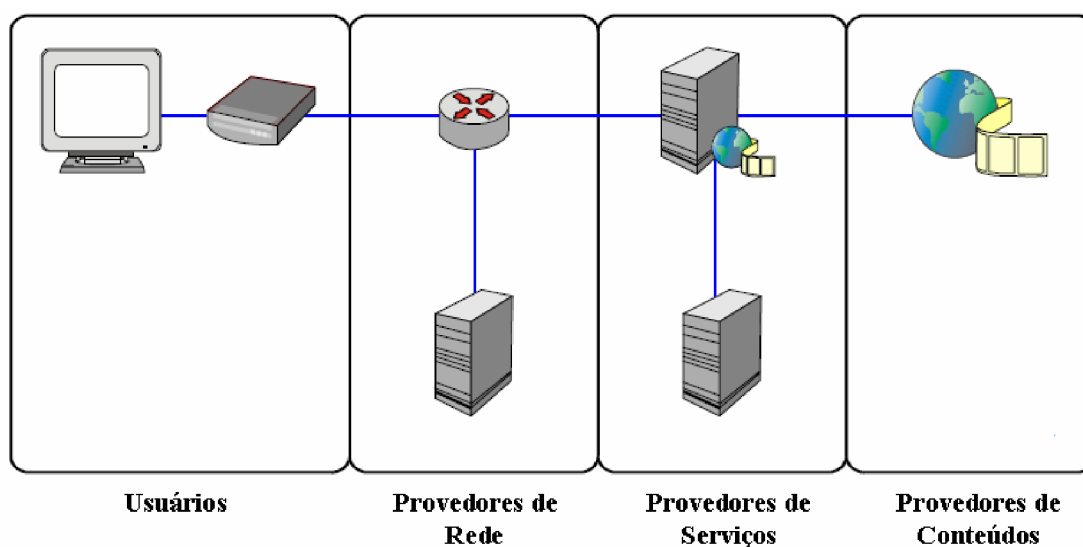 Usuários
Provedores de
Rede
Provedores de
Serviços
Provedores de
Conteúdos